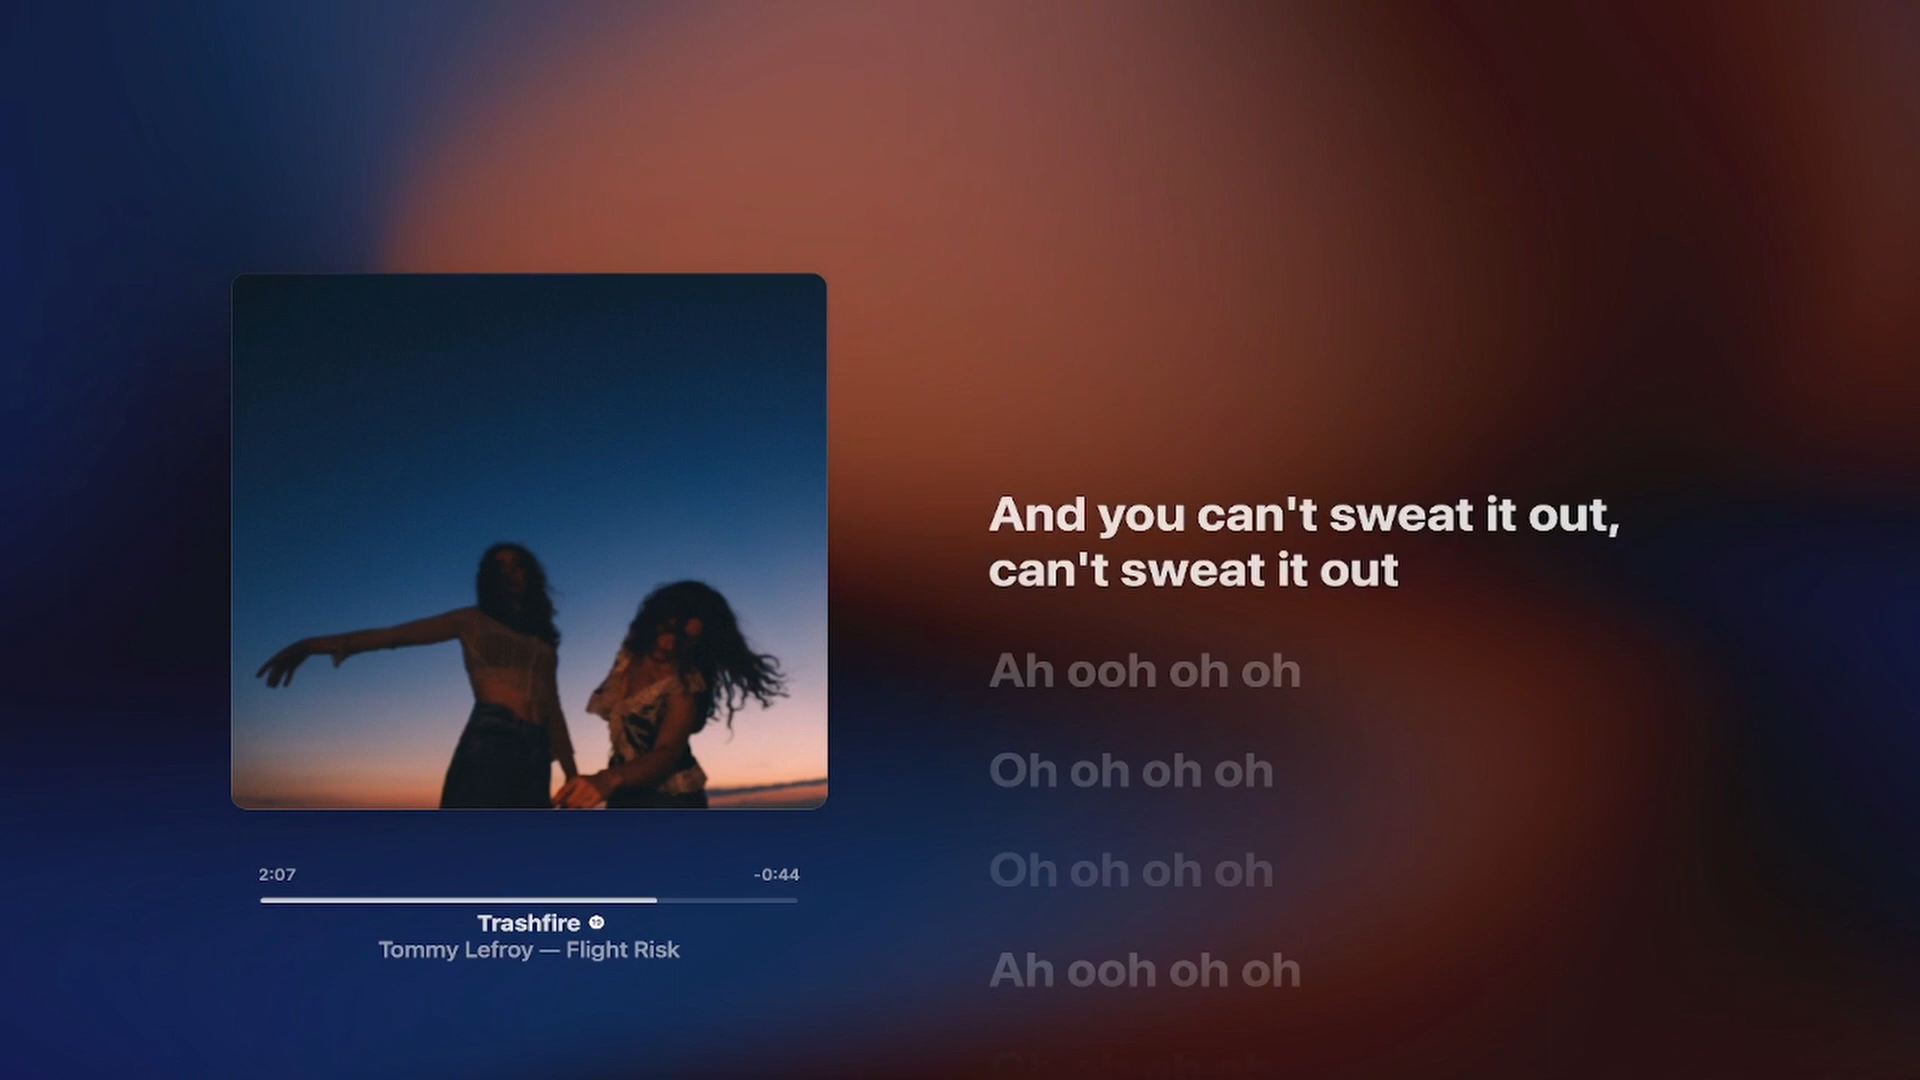 And you can't sweat it out,
can't sweat it out
Ah ooh oh oh
Oh oh oh oh
Oh oh oh oh
Ah ooh oh oh
2:07
-0:44
Trashfire
Tommy Lefroy — Flight Risk